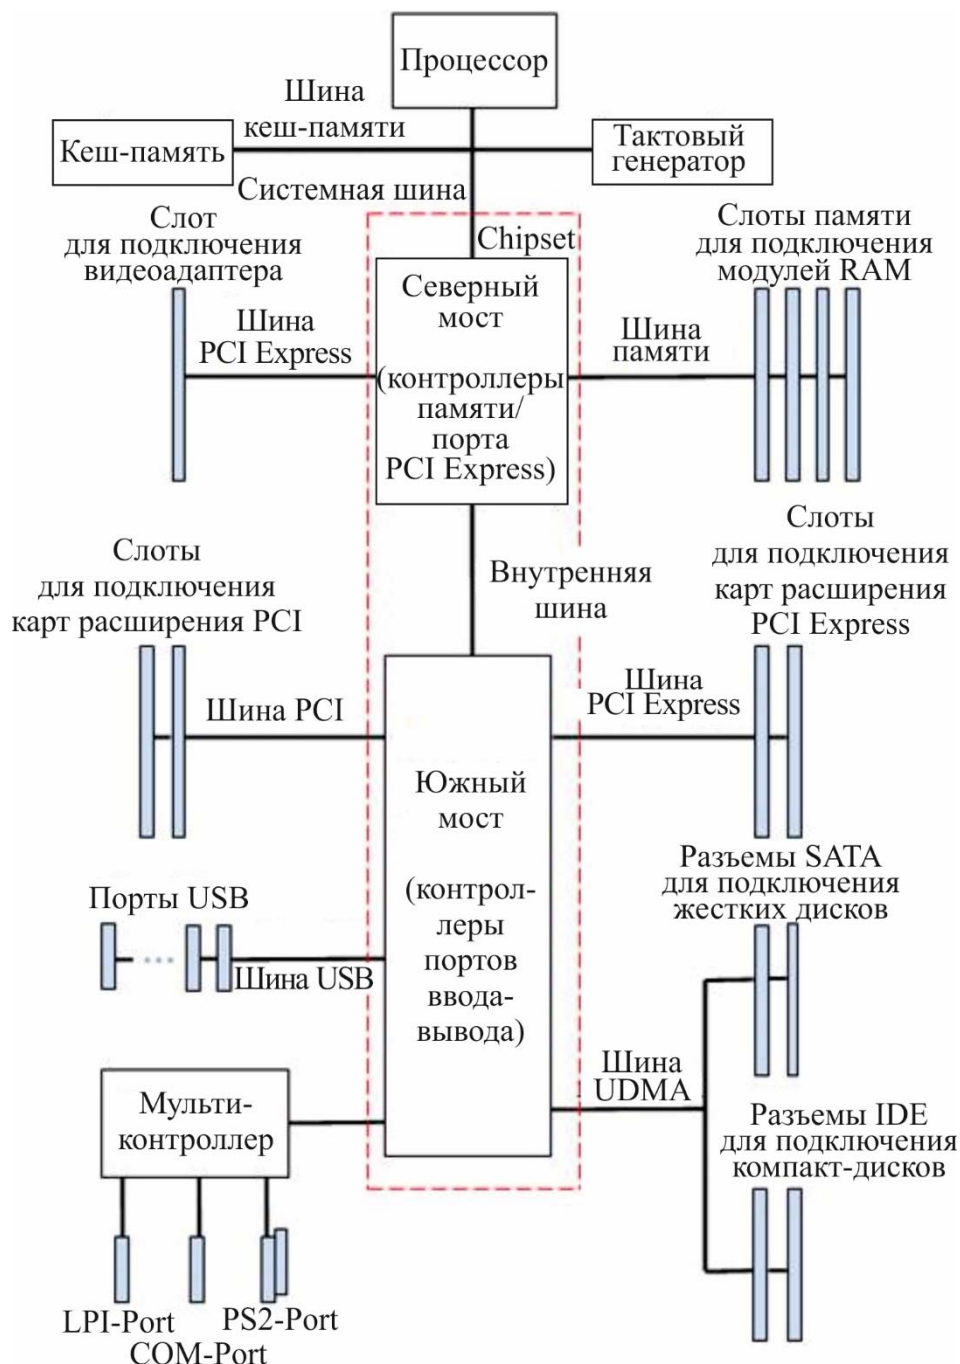 Процессор
Шина
кеш-памяти
Кеш-память
Тактовый
генератор
Системная шина
Слот
для подключения
видеоадаптера
Chipset
Слоты памяти
для подключения
модулей RAM
Северный
мост
(контроллеры
памяти/
порта
PCI Express)
Шина
PCI Express
Шина
памяти
Слоты
для подключения
карт расширения PCI
Внутренняя
шина
Слоты
для подключения
карт расширения
PCI Express
Шина PCI
Шина
PCI Express
Южный
мост
(контрол-
леры
портов
ввода-
вывода)
Разъемы SATA
для подключения
жестких дисков
Порты USB
...
Шина USB
Шина
UDMA
Мульти-
контроллер
Разъемы IDE
для подключения
компакт-дисков
LPI-Port
COM-Port
PS2-Port